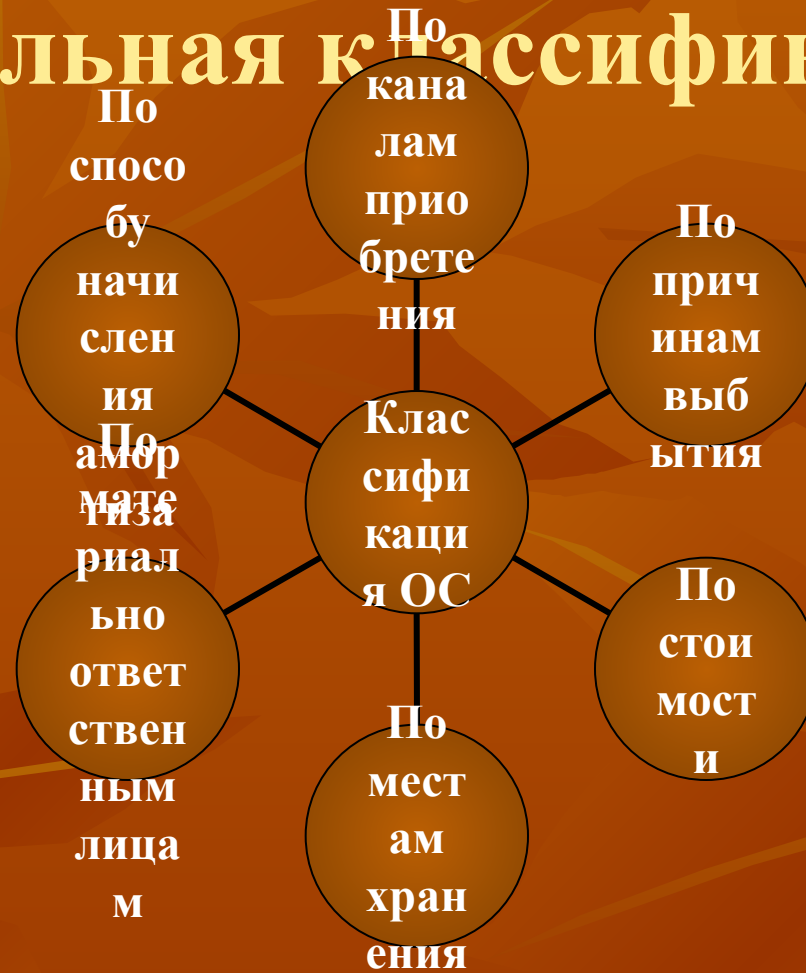 льная классифик
По
кана
лам
прио
брете
ния
По
прич
инам
выб
ытия
По
стои
мост
и
По
мест
ам
хран
ения
По
мате
риал
ьно
ответ
ствен
ным
лица
м
По
спосо
бу
начи
слен
ия
амор
тиза
Клас
сифи
каци
я ОС